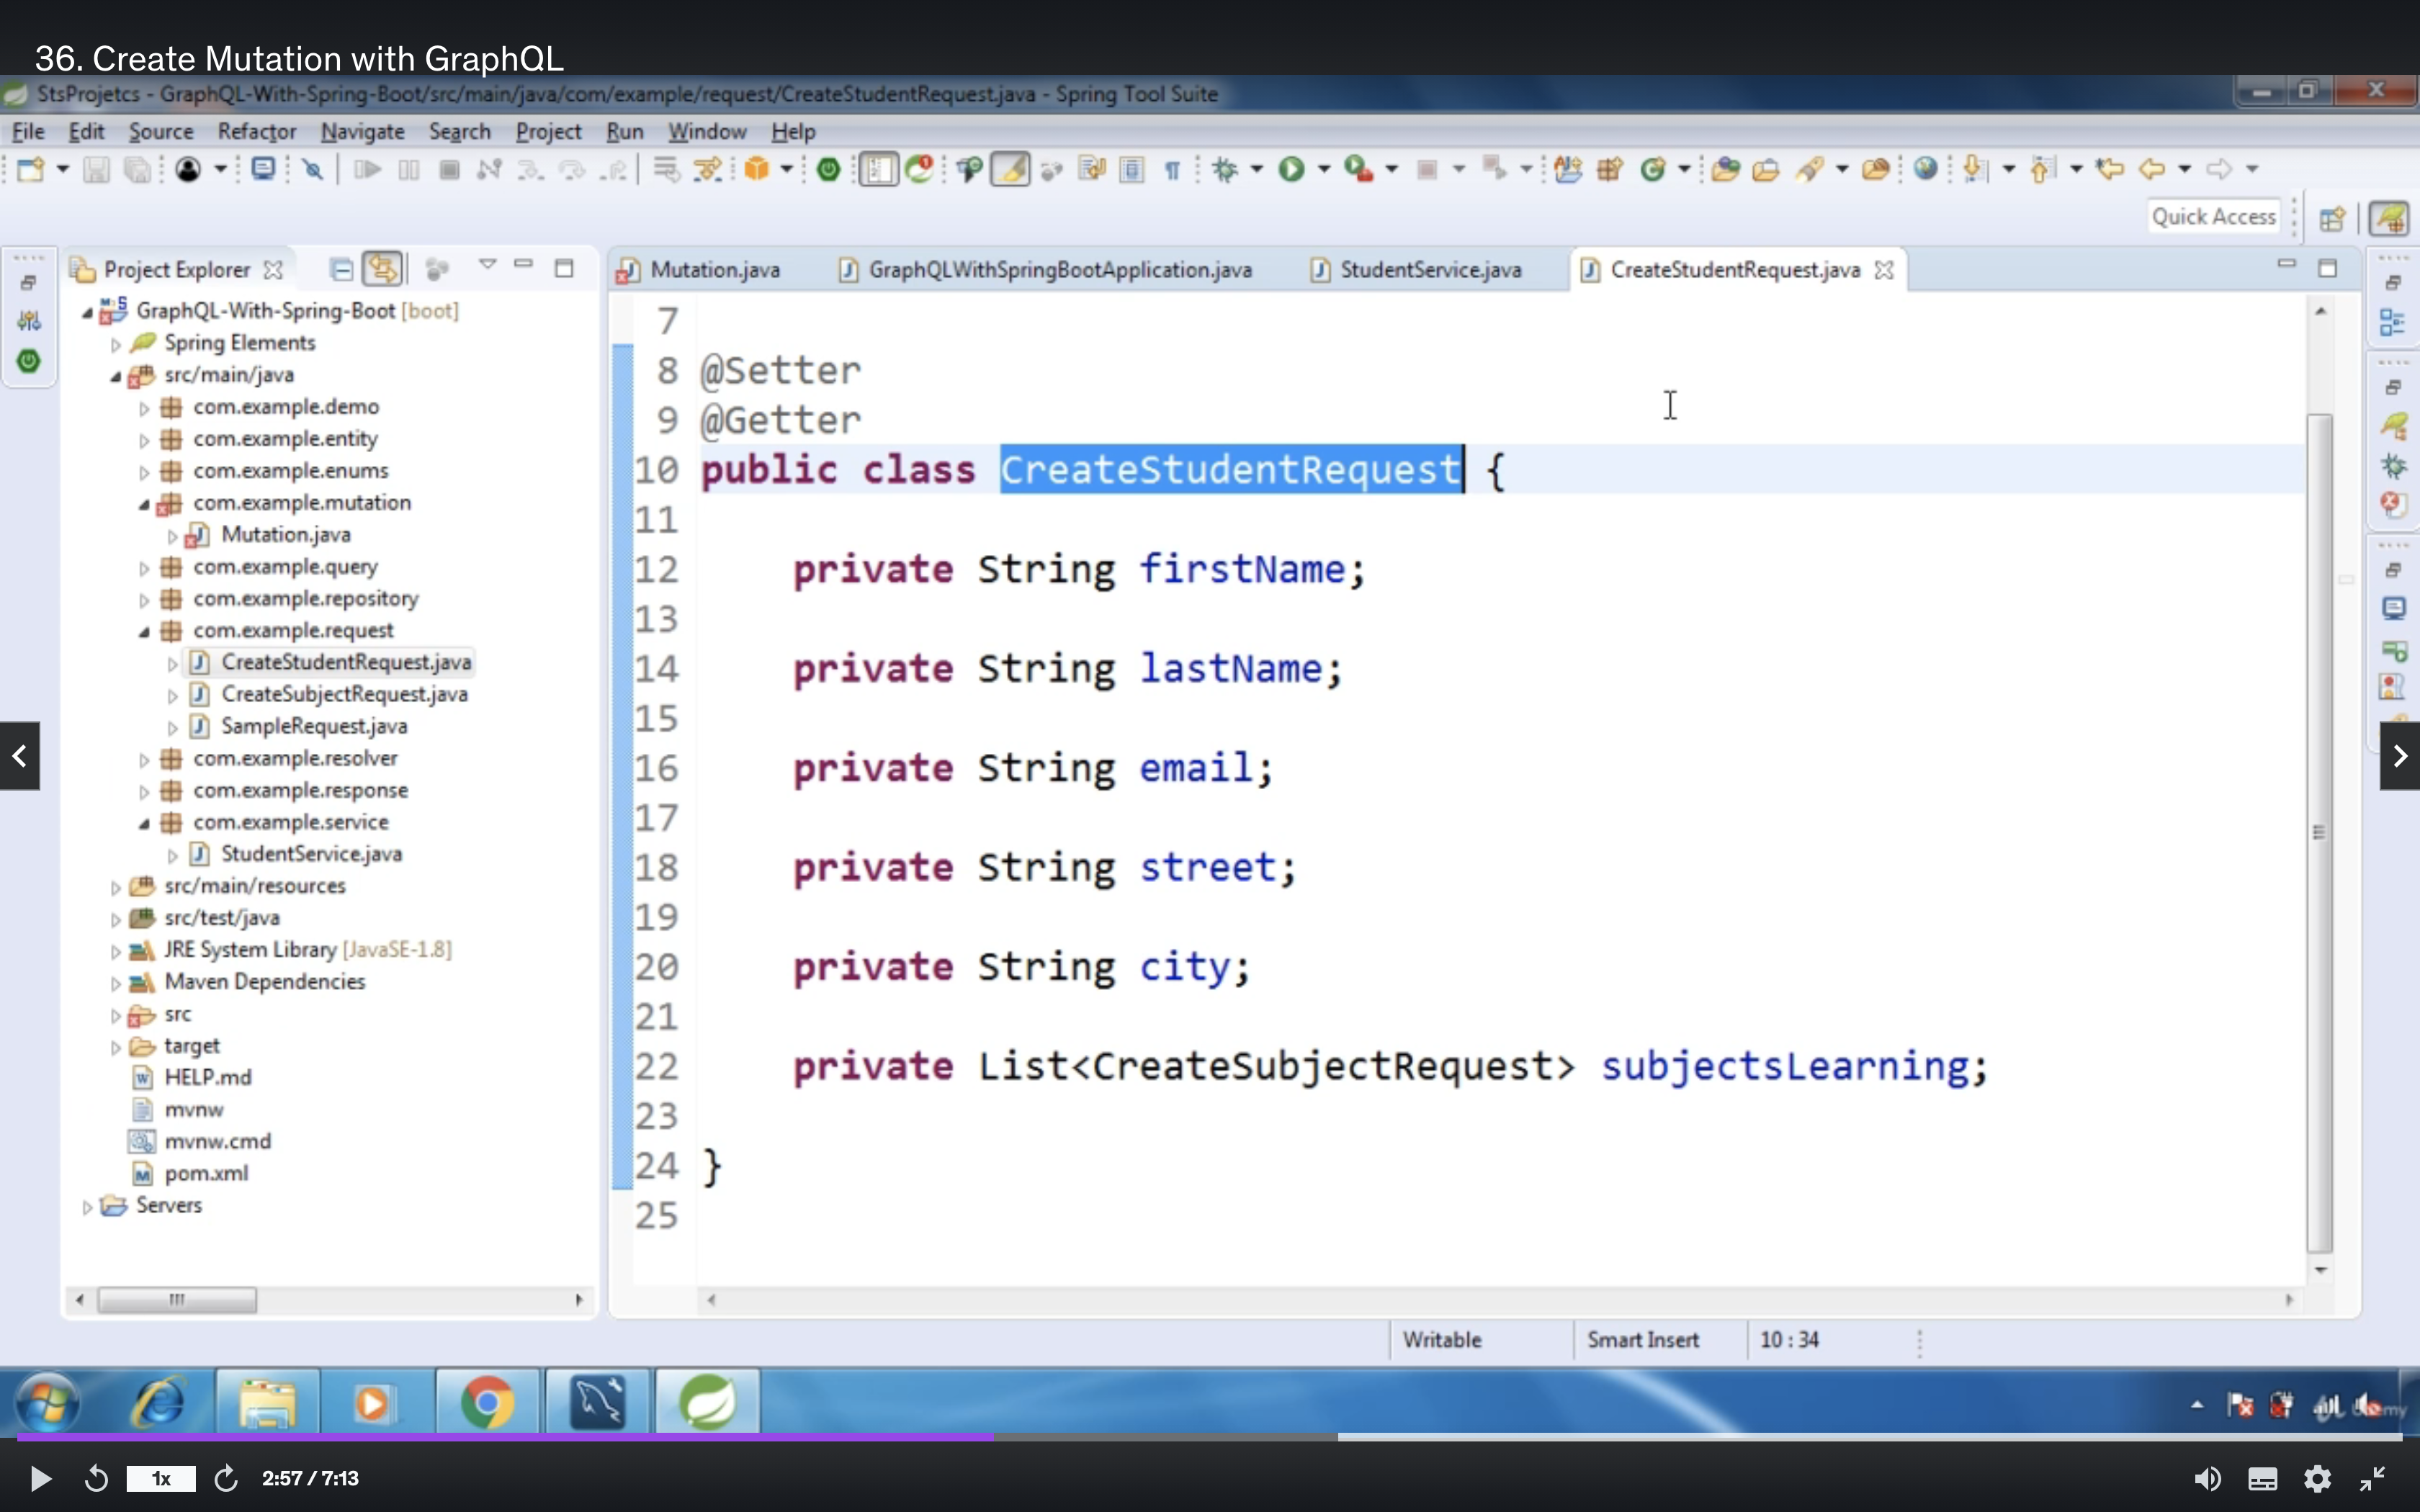 36. Create Mutation with GraphQL
StsProjetcs - GraphQL-With-Spring-Boot/src/main/java/com/example/request/CreateStudentRequest.java - Spring Tool Suite
File Edit Source Refactor Navigate Search Project Run Window Help
Quick Access
Project Explorer
GraphQL-With-Spring-Boot [boot]
Spring Elements
src/main/java
com.example.demo
com.example.entity
com.example.enums
com.example.mutation
Mutation.java
com.example.query
com.example.repository
com.example.request
CreateStudentRequest.java
CreateSubjectRequest.java
SampleRequest.java
com.example.resolver
com.example.response
com.example.service
StudentService.java
src/main/resources
src/test/java
JRE System Library [JavaSE-1.8]
Maven Dependencies
src
target
HELP.md
mvnw
mvnw.cmd
pom.xml
Servers
Mutation.java GraphQLWithSpringBootApplication.java StudentService.java CreateStudentRequest.java
7
8 @Setter
9 @Getter
10 public class CreateStudentRequest {
11
12 private String firstName;
13
14 private String lastName;
15
16 private String email;
17
18 private String street;
19
20 private String city;
21
22 private List<CreateSubjectRequest> subjectsLearning;
23
24 }
25
Writable Smart Insert 10 : 34
1x 2:57 / 7:13